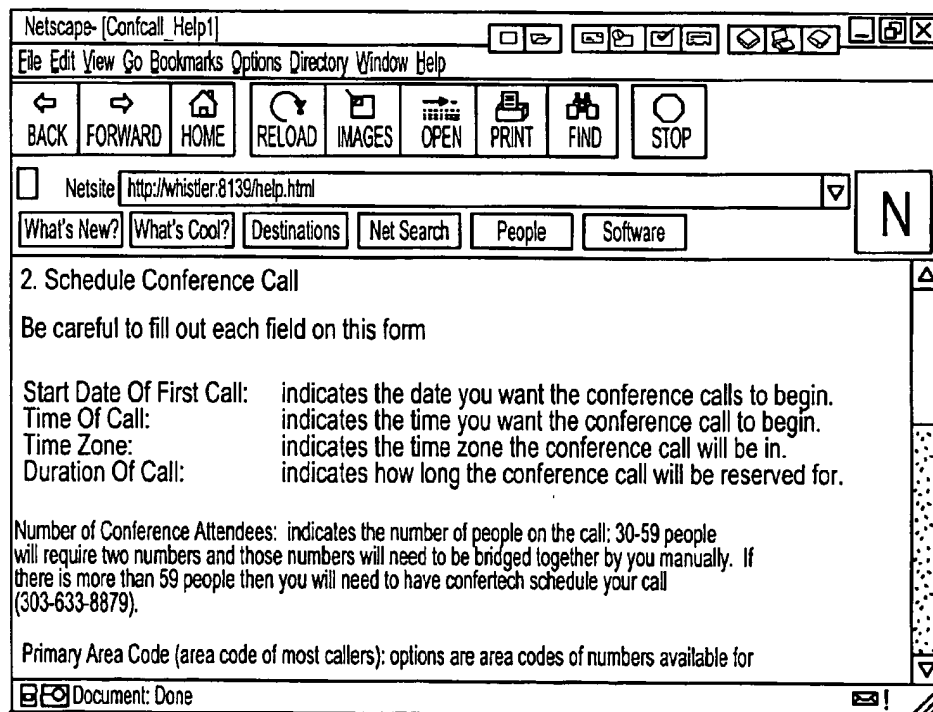 Netscape- [Confcall_Help1]
File Edit View Go Bookmarks Options Directory Window Help
BACK FORWARD HOME RELOAD IMAGES OPEN PRINT FIND STOP
Netsite http://whistler:8139/help.html
N
What's New? What's Cool? Destinations Net Search People Software
2. Schedule Conference Call
Be careful to fill out each field on this form
Start Date Of First Call: indicates the date you want the conference calls to begin.
Time Of Call: indicates the time you want the conference call to begin.
Time Zone: indicates the time zone the conference call will be in.
Duration Of Call: indicates how long the conference call will be reserved for.
Number of Conference Attendees: indicates the number of people on the call: 30-59 people
will require two numbers and those numbers will need to be bridged together by you manually. If
there is more than 59 people then you will need to have confertech schedule your call
(303-633-8879).
Primary Area Code (area code of most callers): options are area codes of numbers available for
Document: Done